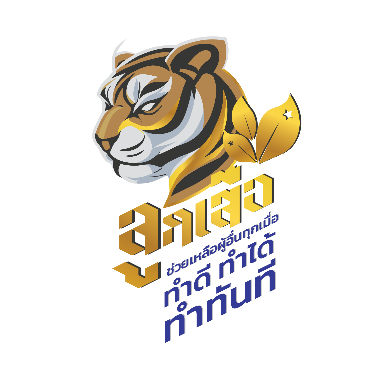 ลูกเสือ
ช่วยเหลือผู้อื่นทุกเมื่อ
ทำดี ทำได้
ทำทันที